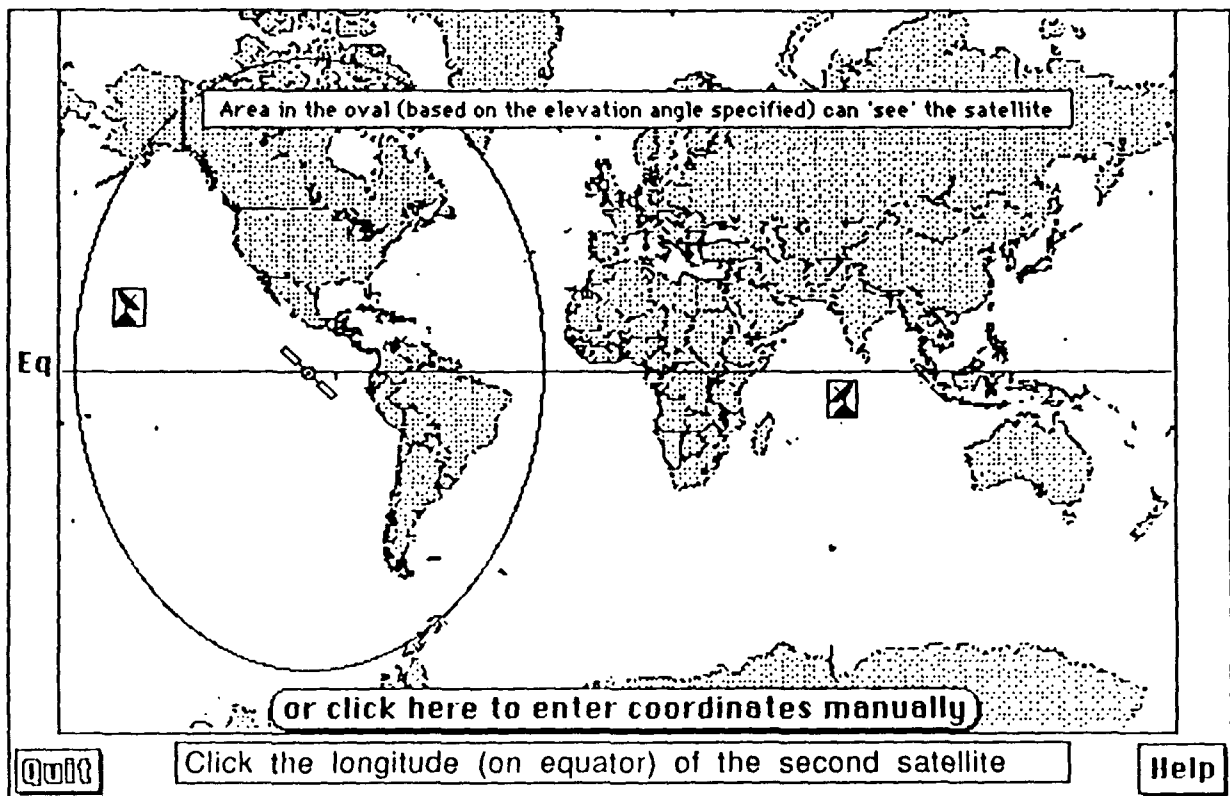 Area in the oval (based on the elevation angle specified) can 'see' the satellite
Eq
or click here to enter coordinates manually
Quit
Click the longitude (on equator) of the second satellite
Help